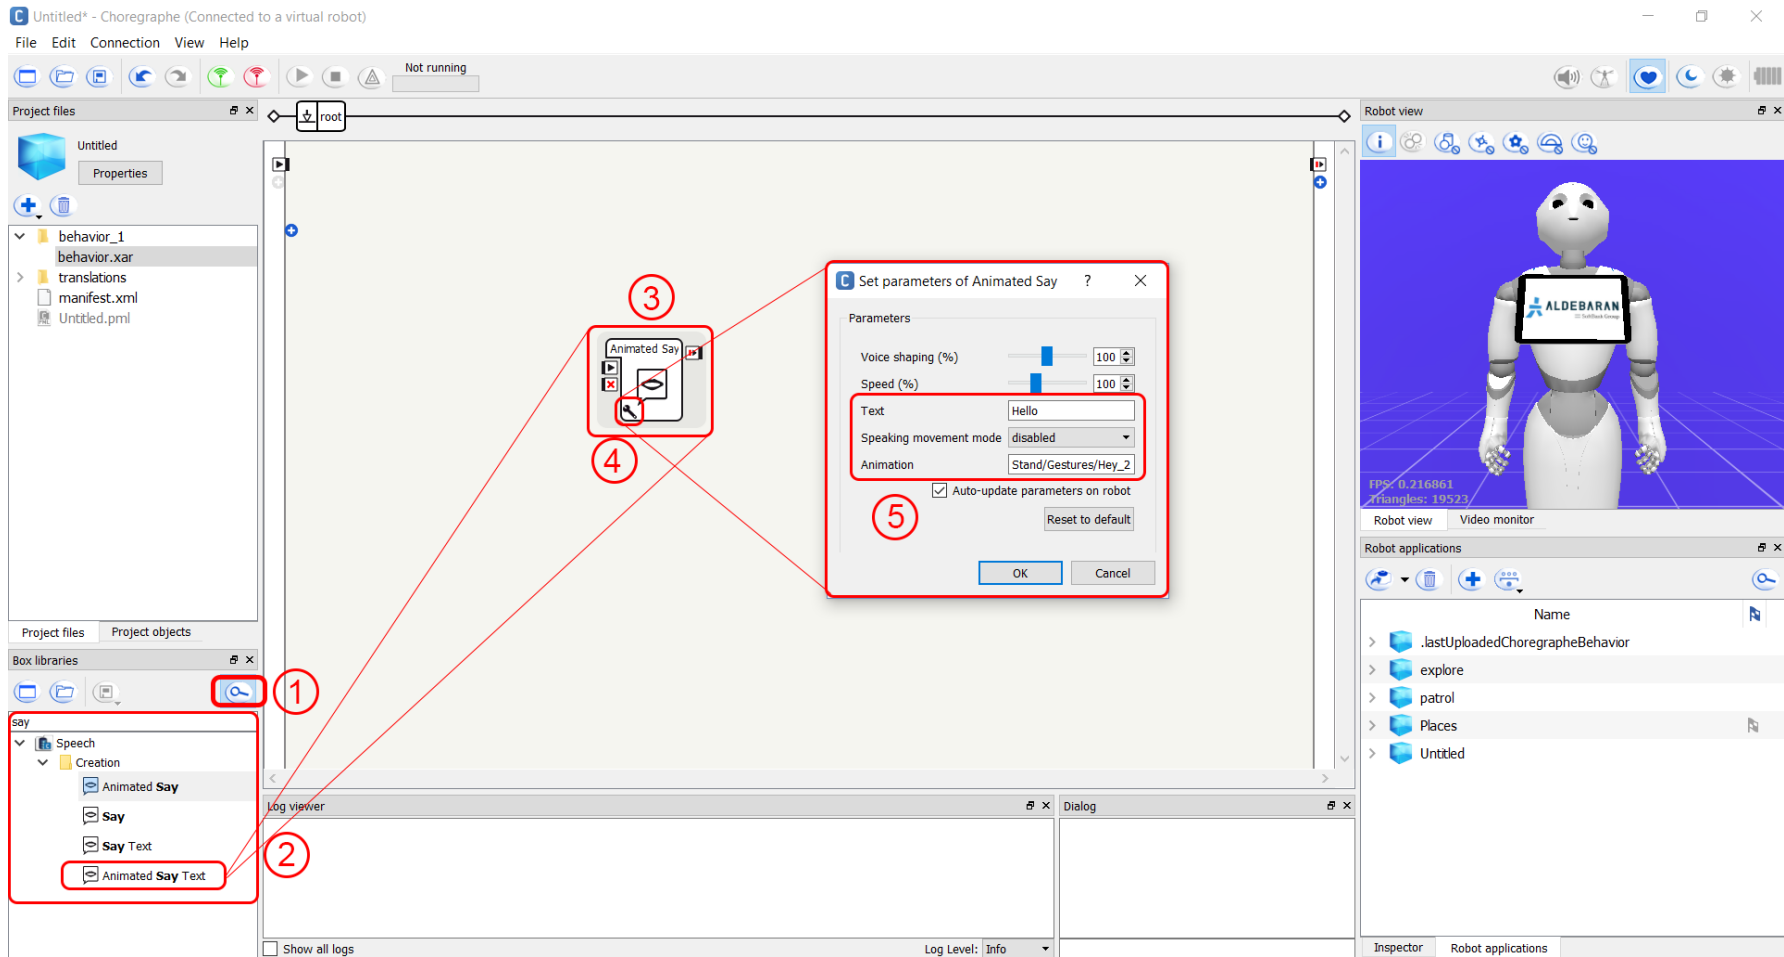 Untitled* - Choregraphe (Connected to a virtual robot)
File Edit Connection View Help
Not running
Project files
Untitled
Properties
behavior_1
behavior.xar
translations
manifest.xml
Untitled.pml
Project files Project objects
Box libraries
1
say
Speech
Creation
Animated Say
Say
Say Text
Animated Say Text
2
root
3
Animated Say
4
Set parameters of Animated Say ?
Parameters
Voice shaping (%) 100
Speed (%) 100
Text Hello
Speaking movement mode disabled
Animation Stand/Gestures/Hey_2
Auto-update parameters on robot
5
Reset to default
OK Cancel
Log viewer
Show all logs
Log Level: Info
Dialog
Robot view
ALDEBARAN
FPS: 0.216861
Triangles: 19523
Robot view Video monitor
Robot applications
Name
.lastUploadedChoregrapheBehavior
explore
patrol
Places
Untitled
Inspector Robot applications